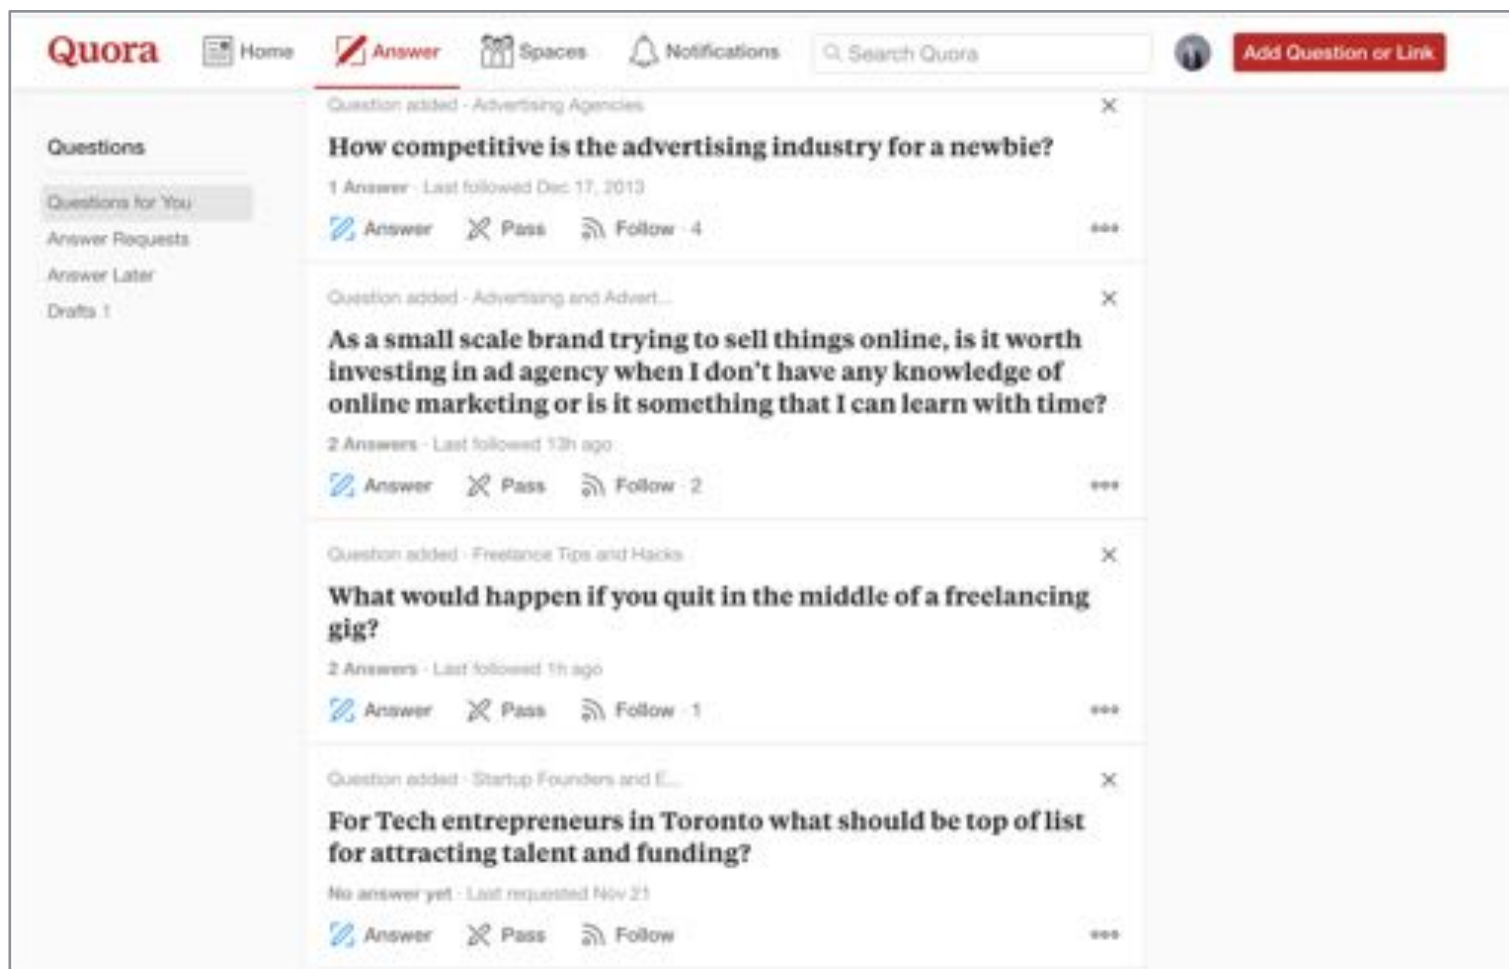 Quora Home Answer Spaces Notifications Search Quora Add Question or Link
Questions
Questions for You
Answer Requests
Answer Later
Drafts 1
Question added · Advertising Agencies
How competitive is the advertising industry for a newbie?
1 Answer · Last followed Dec 17, 2013
Answer Pass Follow · 4
Question added · Advertising and Advert...
As a small scale brand trying to sell things online, is it worth
investing in ad agency when I don't have any knowledge of
online marketing or is it something that I can learn with time?
2 Answers · Last followed 13h ago
Answer Pass Follow · 2
Question added · Freelance Tips and Hacks
What would happen if you quit in the middle of a freelancing
gig?
2 Answers · Last followed 1h ago
Answer Pass Follow · 1
Question added · Startup Founders and E...
For Tech entrepreneurs in Toronto what should be top of list
for attracting talent and funding?
No answer yet · Last requested Nov 21
Answer Pass Follow